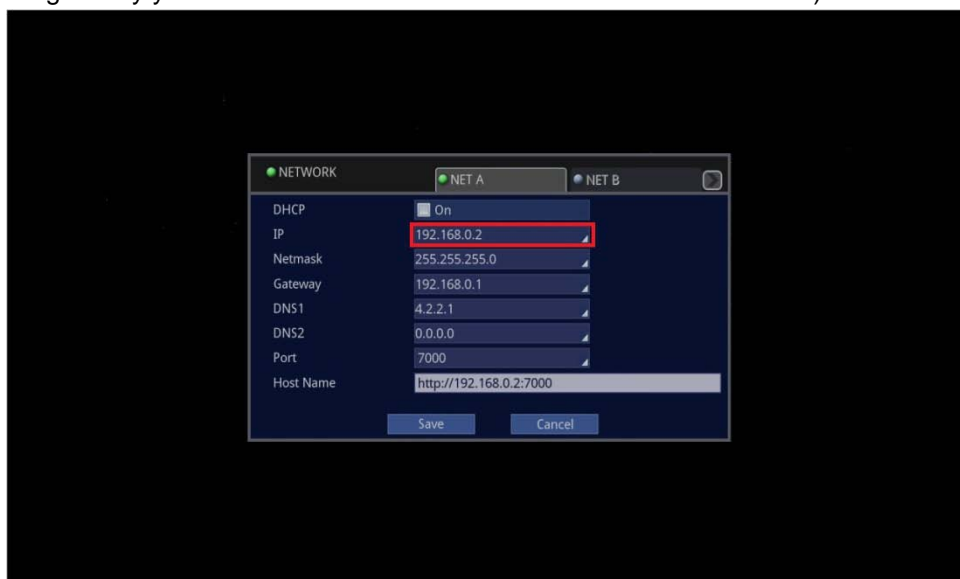 NETWORK NET A NET B
DHCP On
IP 192.168.0.2
Netmask 255.255.255.0
Gateway 192.168.0.1
DNS1 4.2.2.1
DNS2 0.0.0.0
Port 7000
Host Name http://192.168.0.2:7000
Save Cancel